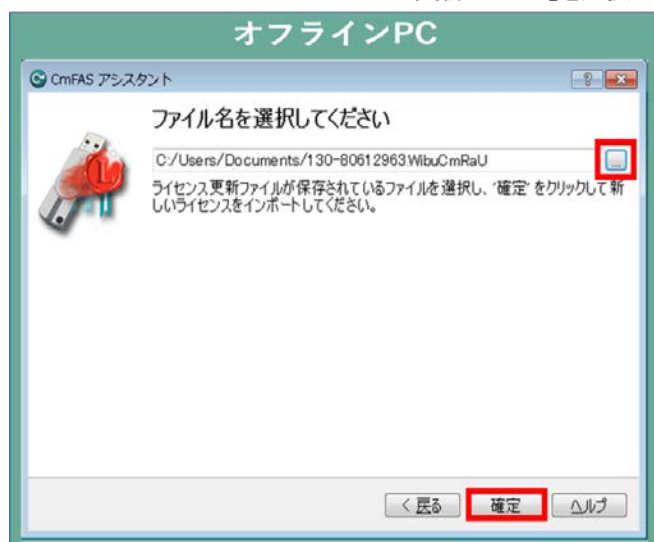 オフラインPC
CmFAS アシスタント
ファイル名を選択してください
C:/Users/Documents/130-80612963.WibuCmRaU
...
ライセンス更新ファイルが保存されているファイルを選択し、'確定' をクリックして新
しいライセンスをインポートしてください。
< 戻る
確定
ヘルプ